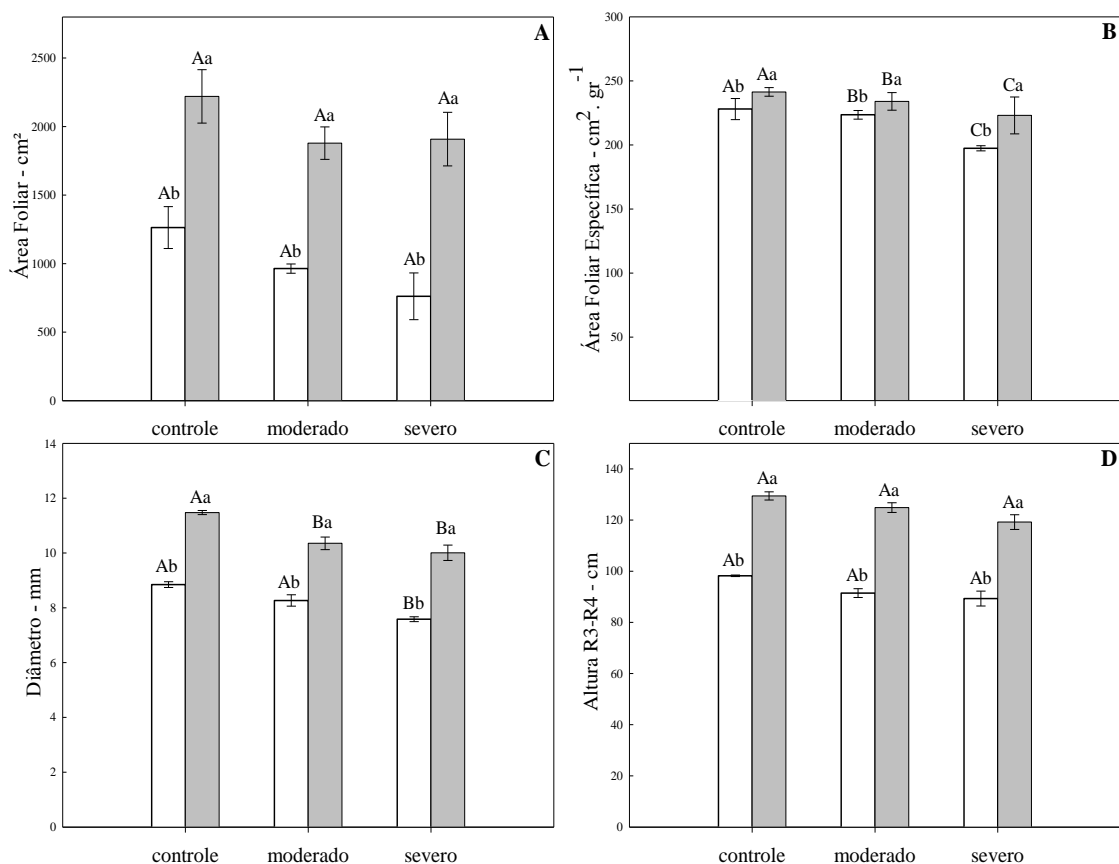 A
Área Foliar - cm²
2500
2000
1500
1000
500
0
Ab
Aa
Ab
Aa
Ab
Aa
controle
moderado
severo
B
Área Foliar Específica - cm². gr⁻¹
300
250
200
150
100
50
Ab
Aa
Bb
Ba
Cb
Ca
controle
moderado
severo
C
Diâmetro - mm
14
12
10
8
6
4
2
0
Ab
Aa
Ab
Ba
Bb
Ba
controle
moderado
severo
D
Altura R3-R4 - cm
140
120
100
80
60
40
20
0
Ab
Aa
Ab
Aa
Ab
Aa
controle
moderado
severo